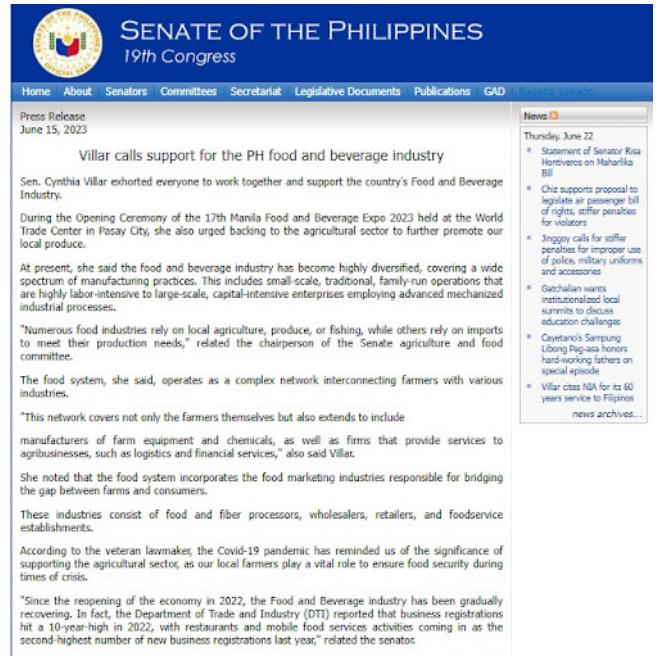 SENATE OF THE PHILIPPINES
19th Congress
Home About Senators Committees Secretariat Legislative Documents Publications GAD | Bagong Senado
Press Release
June 15, 2023
Villar calls support for the PH food and beverage industry
Sen. Cynthia Villar exhorted everyone to work together and support the country's Food and Beverage
Industry.
During the Opening Ceremony of the 17th Manila Food and Beverage Expo 2023 held at the World
Trade Center in Pasay City, she also urged backing to the agricultural sector to further promote our
local produce.
At present, she said the food and beverage industry has become highly diversified, covering a wide
spectrum of manufacturing practices. This includes small-scale, traditional, family-run operations that
are highly labor-intensive to large-scale, capital-intensive enterprises employing advanced mechanized
industrial processes.
"Numerous food industries rely on local agriculture, produce, or fishing, while others rely on imports
to meet their production needs," related the chairperson of the Senate agriculture and food
committee.
The food system, she said, operates as a complex network interconnecting farmers with various
industries.
"This network covers not only the farmers themselves but also extends to include
manufacturers of farm equipment and chemicals, as well as firms that provide services to
agribusinesses, such as logistics and financial services," also said Villar.
She noted that the food system incorporates the food marketing industries responsible for bridging
the gap between farms and consumers.
These industries consist of food and fiber processors, wholesalers, retailers, and foodservice
establishments.
According to the veteran lawmaker, the Covid-19 pandemic has reminded us of the significance of
supporting the agricultural sector, as our local farmers play a vital role to ensure food security during
times of crisis.
"Since the reopening of the economy in 2022, the Food and Beverage industry has been gradually
recovering. In fact, the Department of Trade and Industry (DTI) reported that business registrations
hit a 10-year-high in 2022, with restaurants and mobile food services activities coming in as the
second-highest number of new business registrations last year," related the senator.
News
Thursday, June 22
Statement of Senator Risa
Hontiveros on Maharlika
Bill
Chiz supports proposal to
legislate air passenger bill
of rights, stiffer penalties
for violators
Jinggoy calls for stiffer
penalties for improper use
of police, military uniforms
and accessories
Gatchalian wants
institutionalized local
summits to discuss
education challenges
Cayetano's Sampung
Libong Pag-asa honors
hard-working fathers on
special episode
Villar cites NIA for its 60
years service to Filipinos
news archives...